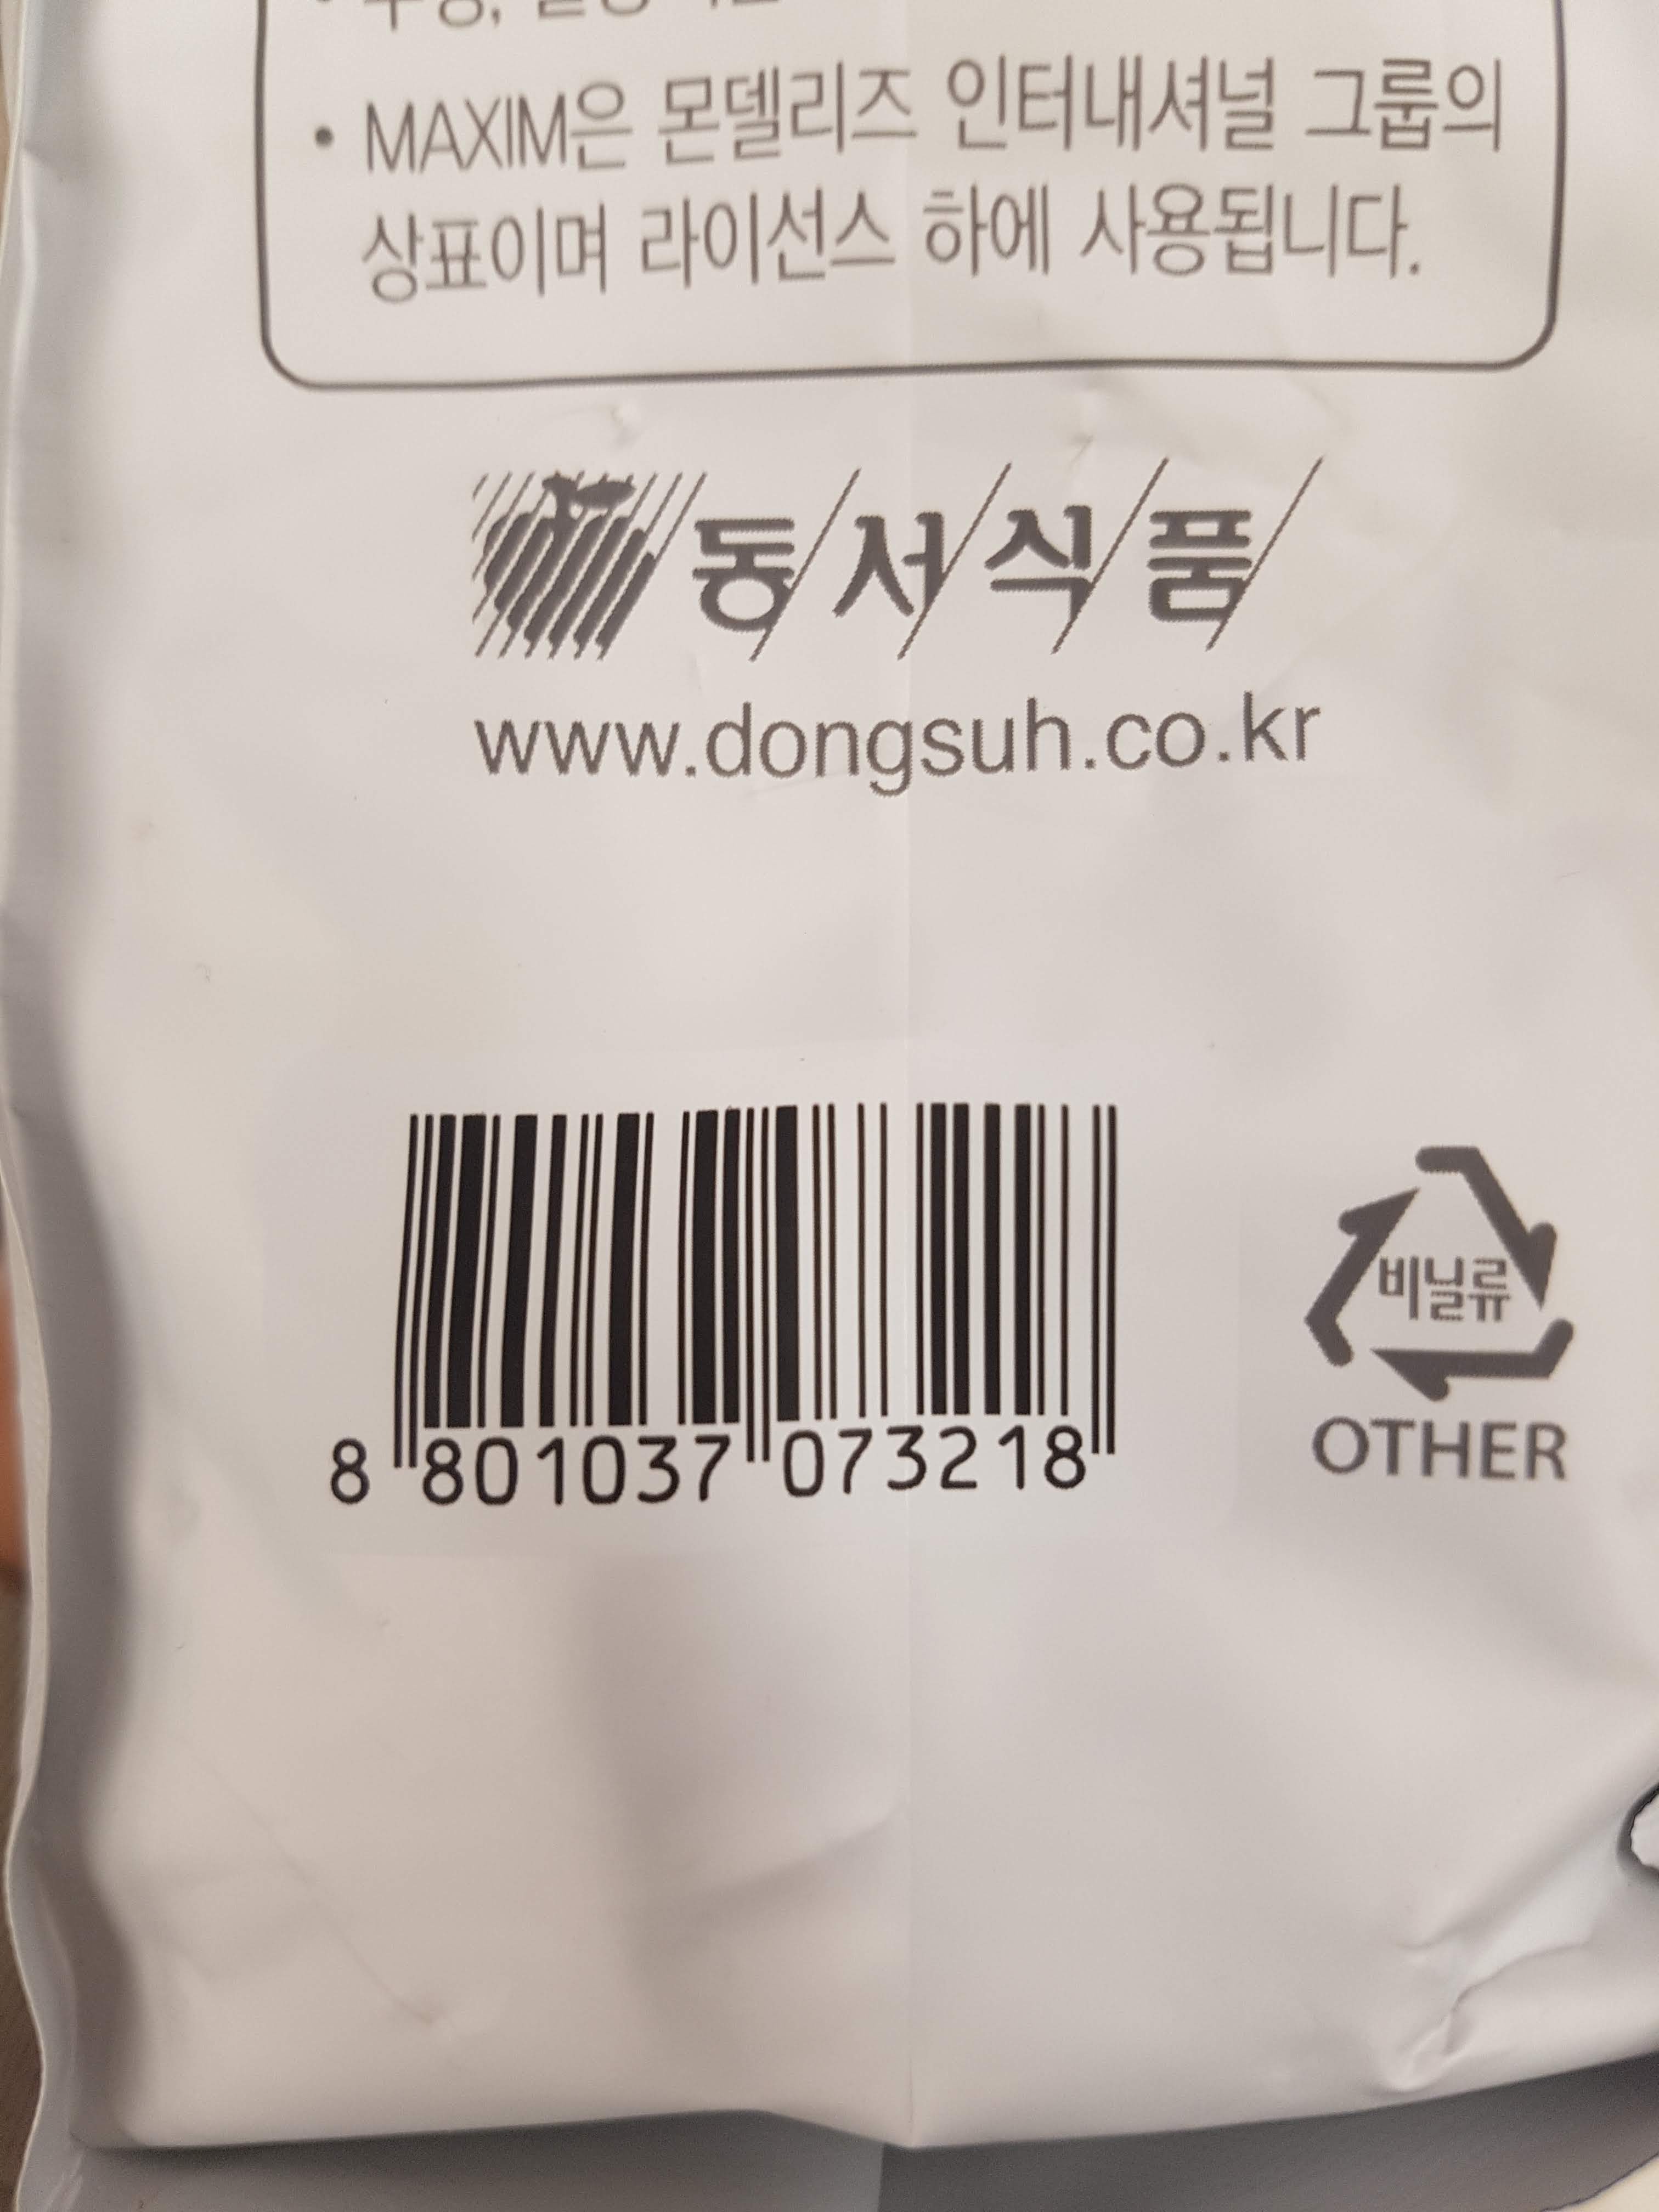 • MAXIM은 몬델리즈 인터내셔널 그룹의
상표이며 라이선스 하에 사용됩니다.
동서식품
www.dongsuh.co.kr
8 801037 073218
비닐류
OTHER